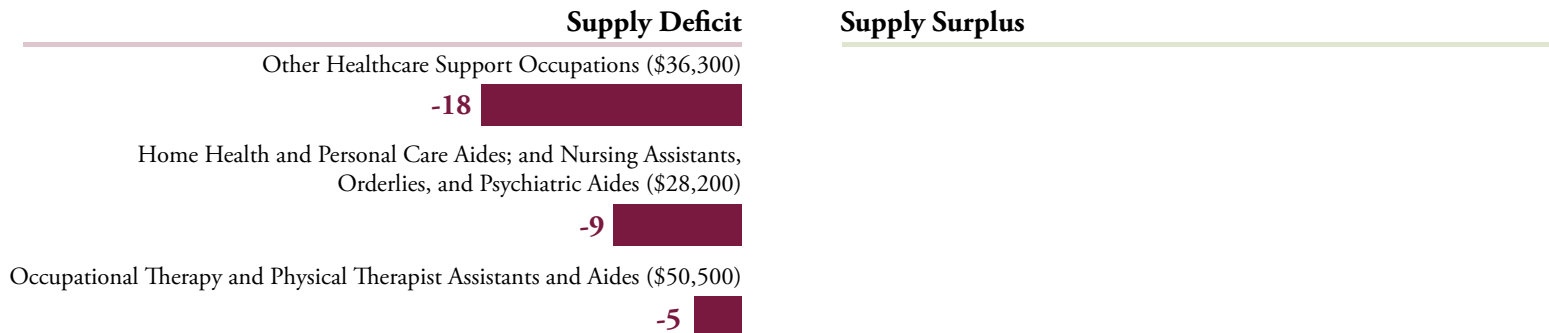 Supply Deficit
Supply Surplus
Other Healthcare Support Occupations ($36,300)
-18
Home Health and Personal Care Aides; and Nursing Assistants,
Orderlies, and Psychiatric Aides ($28,200)
-9
Occupational Therapy and Physical Therapist Assistants and Aides ($50,500)
-5